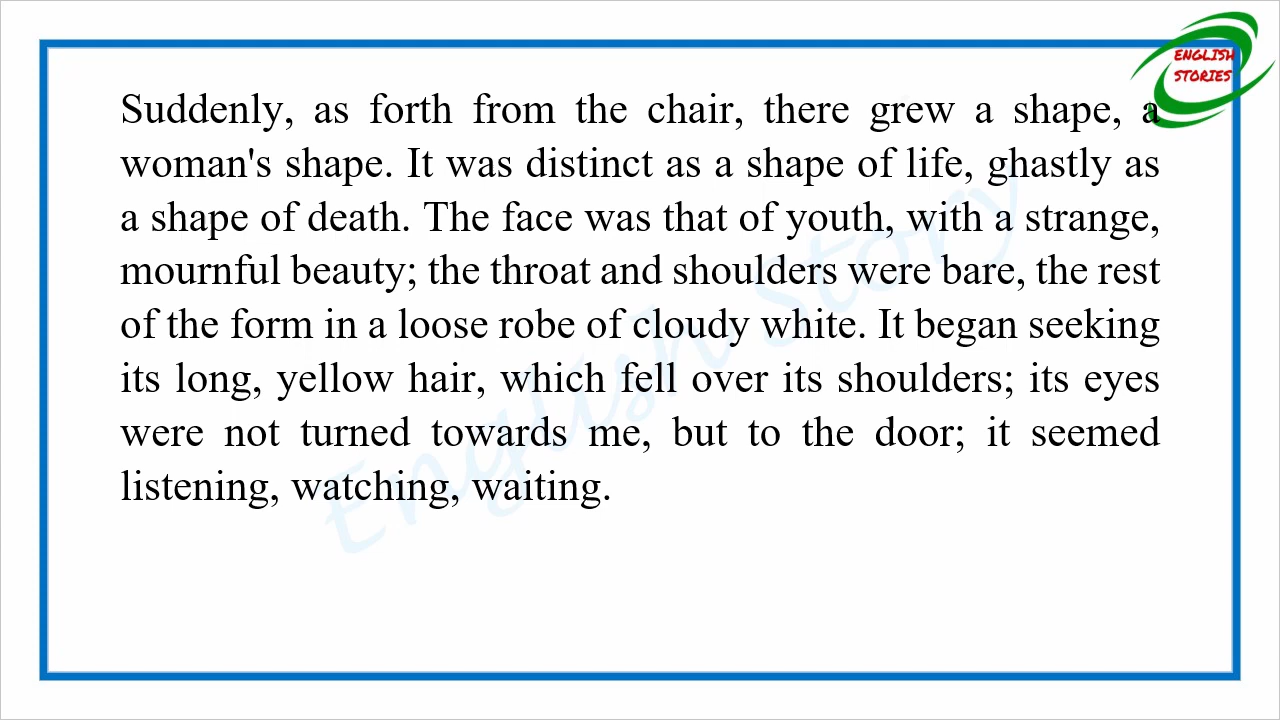 ENGLISH
STORIES
Suddenly, as forth from the chair, there grew a shape, a
woman's shape. It was distinct as a shape of life, ghastly as
a shape of death. The face was that of youth, with a strange,
mournful beauty; the throat and shoulders were bare, the rest
of the form in a loose robe of cloudy white. It began seeking
its long, yellow hair, which fell over its shoulders; its eyes
were not turned towards me, but to the door; it seemed
listening, watching, waiting.
English Story